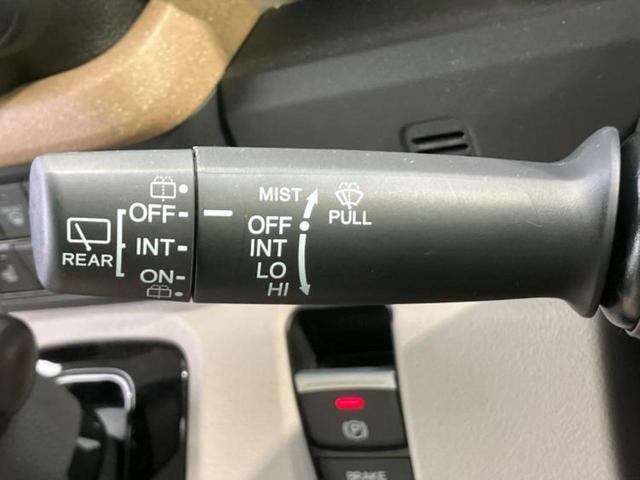 REAR
OFF
INT
ON
MIST
OFF
INT
LO
HI
PULL
P
BRAKE